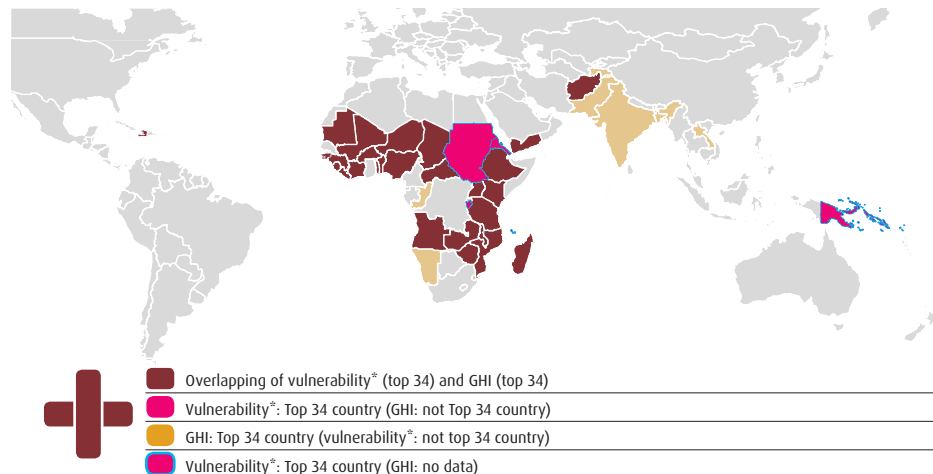 Overlapping of vulnerability* (top 34) and GHI (top 34)
Vulnerability*: Top 34 country (GHI: not Top 34 country)
GHI: Top 34 country (vulnerability*: not top 34 country)
Vulnerability*: Top 34 country (GHI: no data)